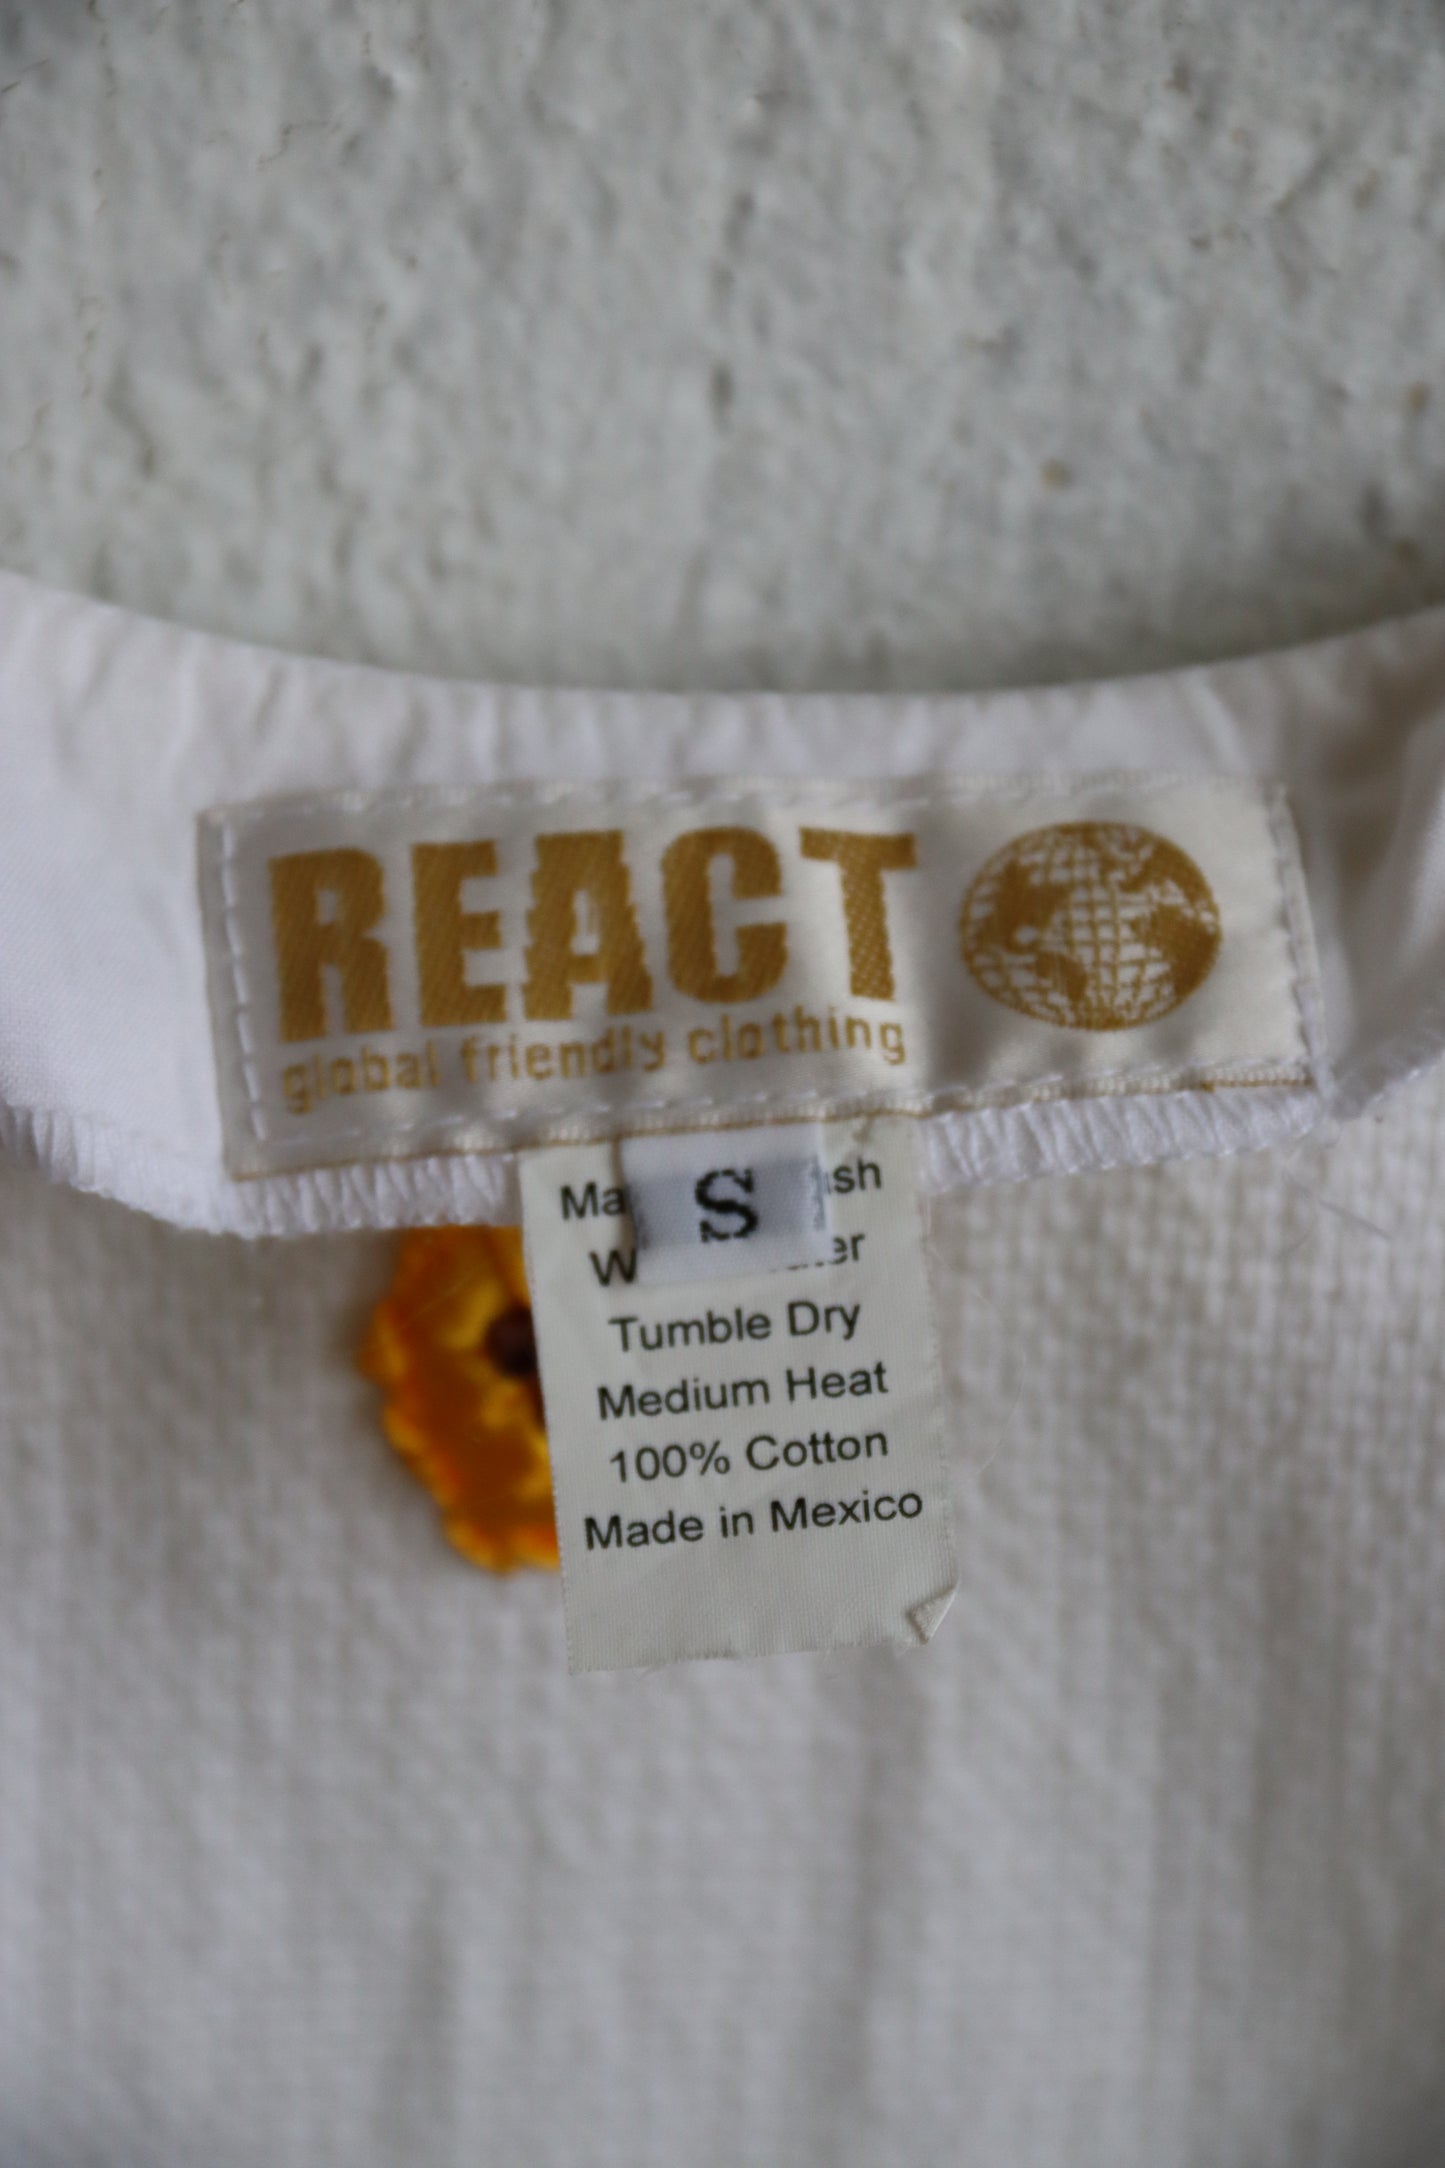 REACT
global friendly clothing
S
Tumble Dry
Medium Heat
100% Cotton
Made in Mexico